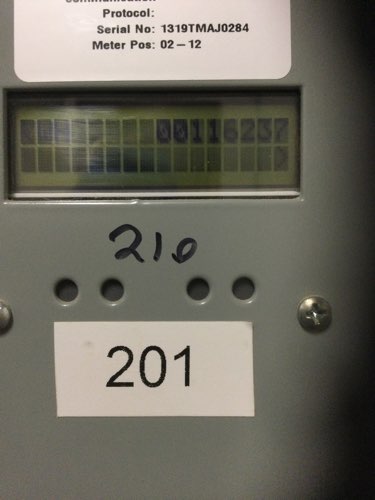 Protocol:
Serial No: 1319TMAJ0284
Meter Pos: 02-12
00116237
210
201